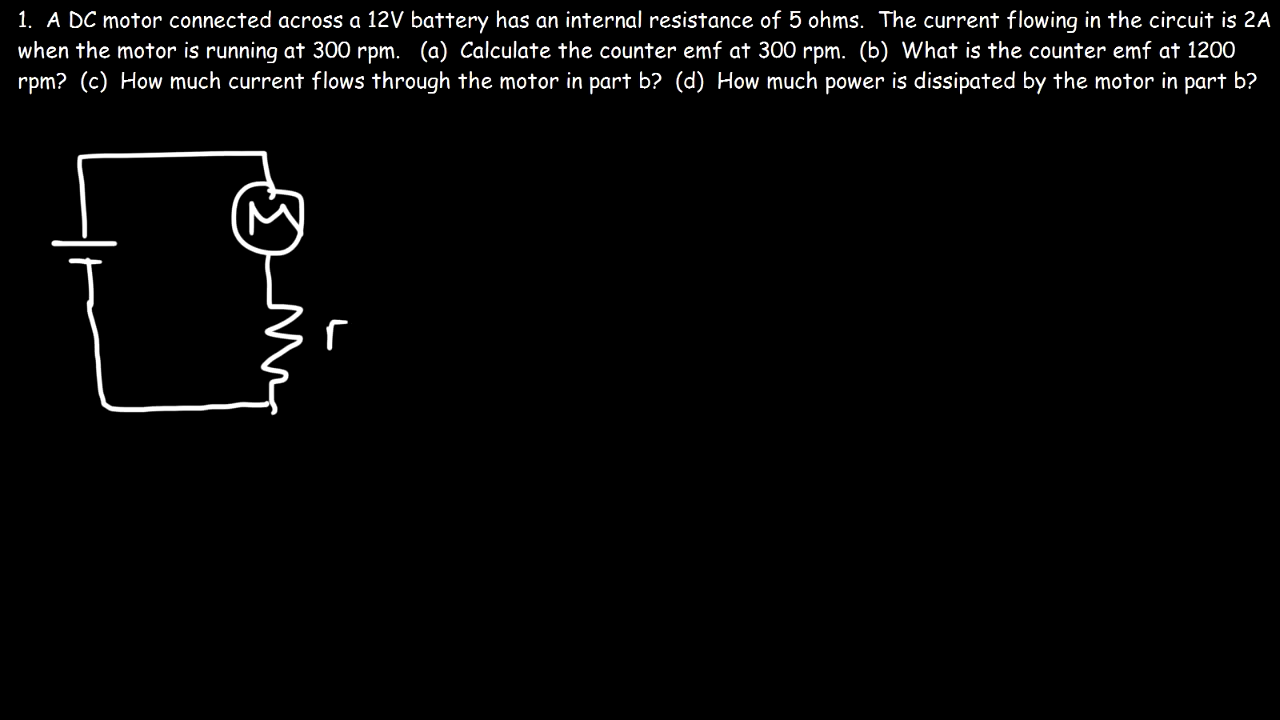 1. A DC motor connected across a 12V battery has an internal resistance of 5 ohms. The current flowing in the circuit is 2A
when the motor is running at 300 rpm. (a) Calculate the counter emf at 300 rpm. (b) What is the counter emf at 1200
rpm? (c) How much current flows through the motor in part b? (d) How much power is dissipated by the motor in part b?
M
r